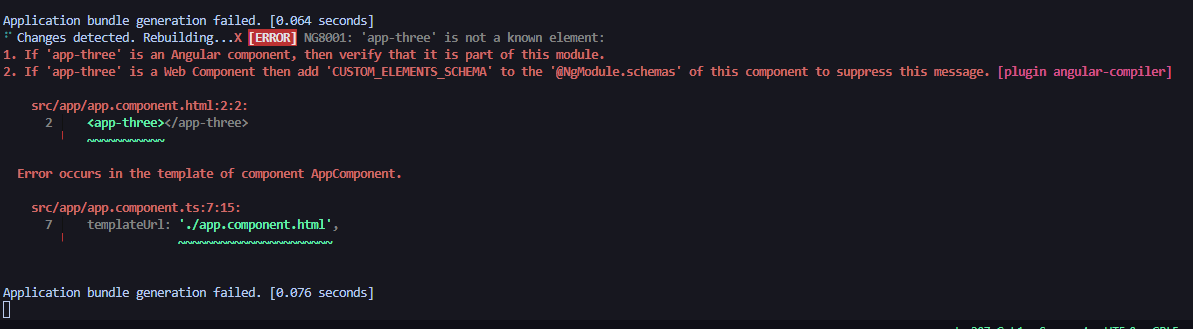 Application bundle generation failed. [0.064 seconds]
Changes detected. Rebuilding...X [ERROR] NG8001: 'app-three' is not a known element:
1. If 'app-three' is an Angular component, then verify that it is part of this module.
2. If 'app-three' is a Web Component then add 'CUSTOM_ELEMENTS_SCHEMA' to the '@NgModule.schemas' of this component to suppress this message. [plugin angular-compiler]
src/app/app.component.html:2:2:
2 │ <app-three></app-three>
~~~~~~~~~~~
Error occurs in the template of component AppComponent.
src/app/app.component.ts:7:15:
7 │ templateUrl: './app.component.html',
~~~~~~~~~~~~~~~~~~~~~~
Application bundle generation failed. [0.076 seconds]